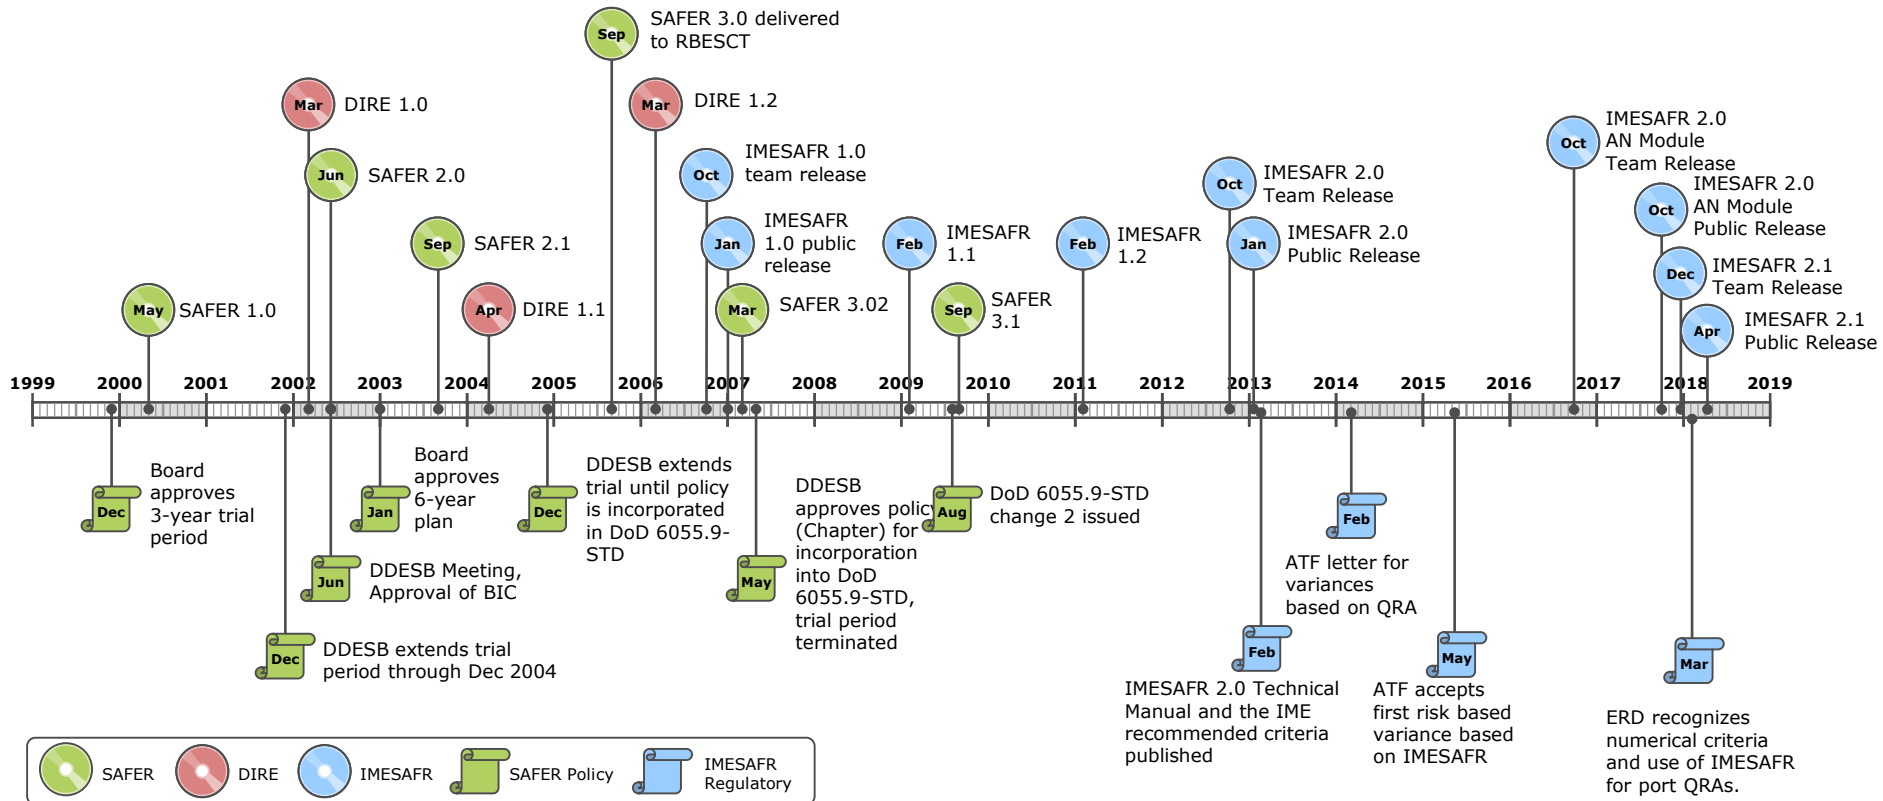 Sep
SAFER 3.0 delivered
to RBESCT
Mar
DIRE 1.0
Mar
DIRE 1.2
Oct
IMESAFR 2.0
AN Module
Team Release
Jun
SAFER 2.0
Oct
IMESAFR 1.0
team release
Oct
IMESAFR 2.0
Team Release
Oct
IMESAFR 2.0
AN Module
Public Release
Sep
SAFER 2.1
Jan
IMESAFR
1.0 public
release
Feb
IMESAFR
1.1
Feb
IMESAFR
1.2
Jan
IMESAFR 2.0
Public Release
Dec
IMESAFR 2.1
Team Release
May
SAFER 1.0
Apr
DIRE 1.1
Mar
SAFER 3.02
Sep
SAFER
3.1
Apr
IMESAFR 2.1
Public Release
1999 2000 2001 2002 2003 2004 2005 2006 2007 2008 2009 2010 2011 2012 2013 2014 2015 2016 2017 2018 2019
Dec
Board
approves
3-year trial
period
Jan
Board
approves
6-year
plan
Dec
DDESB extends
trial until policy
is incorporated
in DoD 6055.9-
STD
DDESB
approves policy
(Chapter) for
incorporation
into DoD
6055.9-STD,
trial period
terminated
Aug
DoD 6055.9-STD
change 2 issued
Feb
ATF letter for
variances
based on QRA
Jun
DDESB Meeting,
Approval of BIC
May
Dec
DDESB extends trial
period through Dec 2004
Feb
IMESAFR 2.0 Technical
Manual and the IME
recommended criteria
published
May
ATF accepts
first risk based
variance based
on IMESAFR
Mar
ERD recognizes
numerical criteria
and use of IMESAFR
for port QRAs.
SAFER
DIRE
IMESAFR
SAFER Policy
IMESAFR
Regulatory